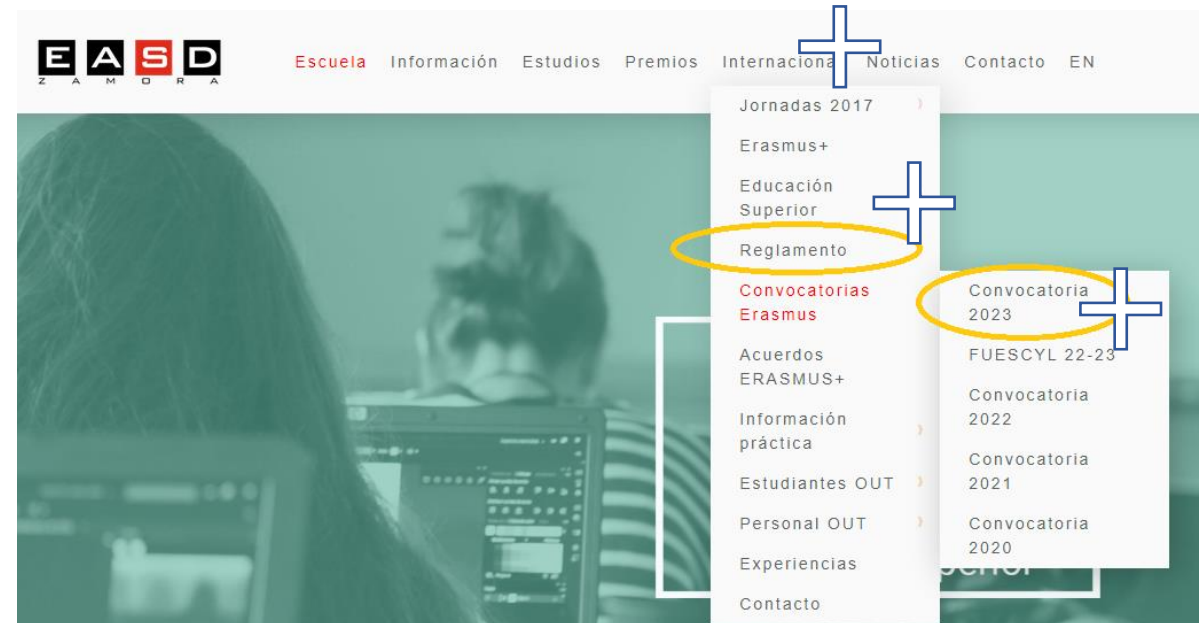 EASD
ZAMORA
Escuela Información Estudios Premios Internacional Noticias Contacto EN
Jornadas 2017
Erasmus+
Educación
Superior
Reglamento
Convocatorias
Erasmus
Acuerdos
ERASMUS+
Información
práctica
Estudiantes OUT
Personal OUT
Experiencias
Contacto
Convocatoria
2023
FUESCYL 22-23
Convocatoria
2022
Convocatoria
2021
Convocatoria
2020